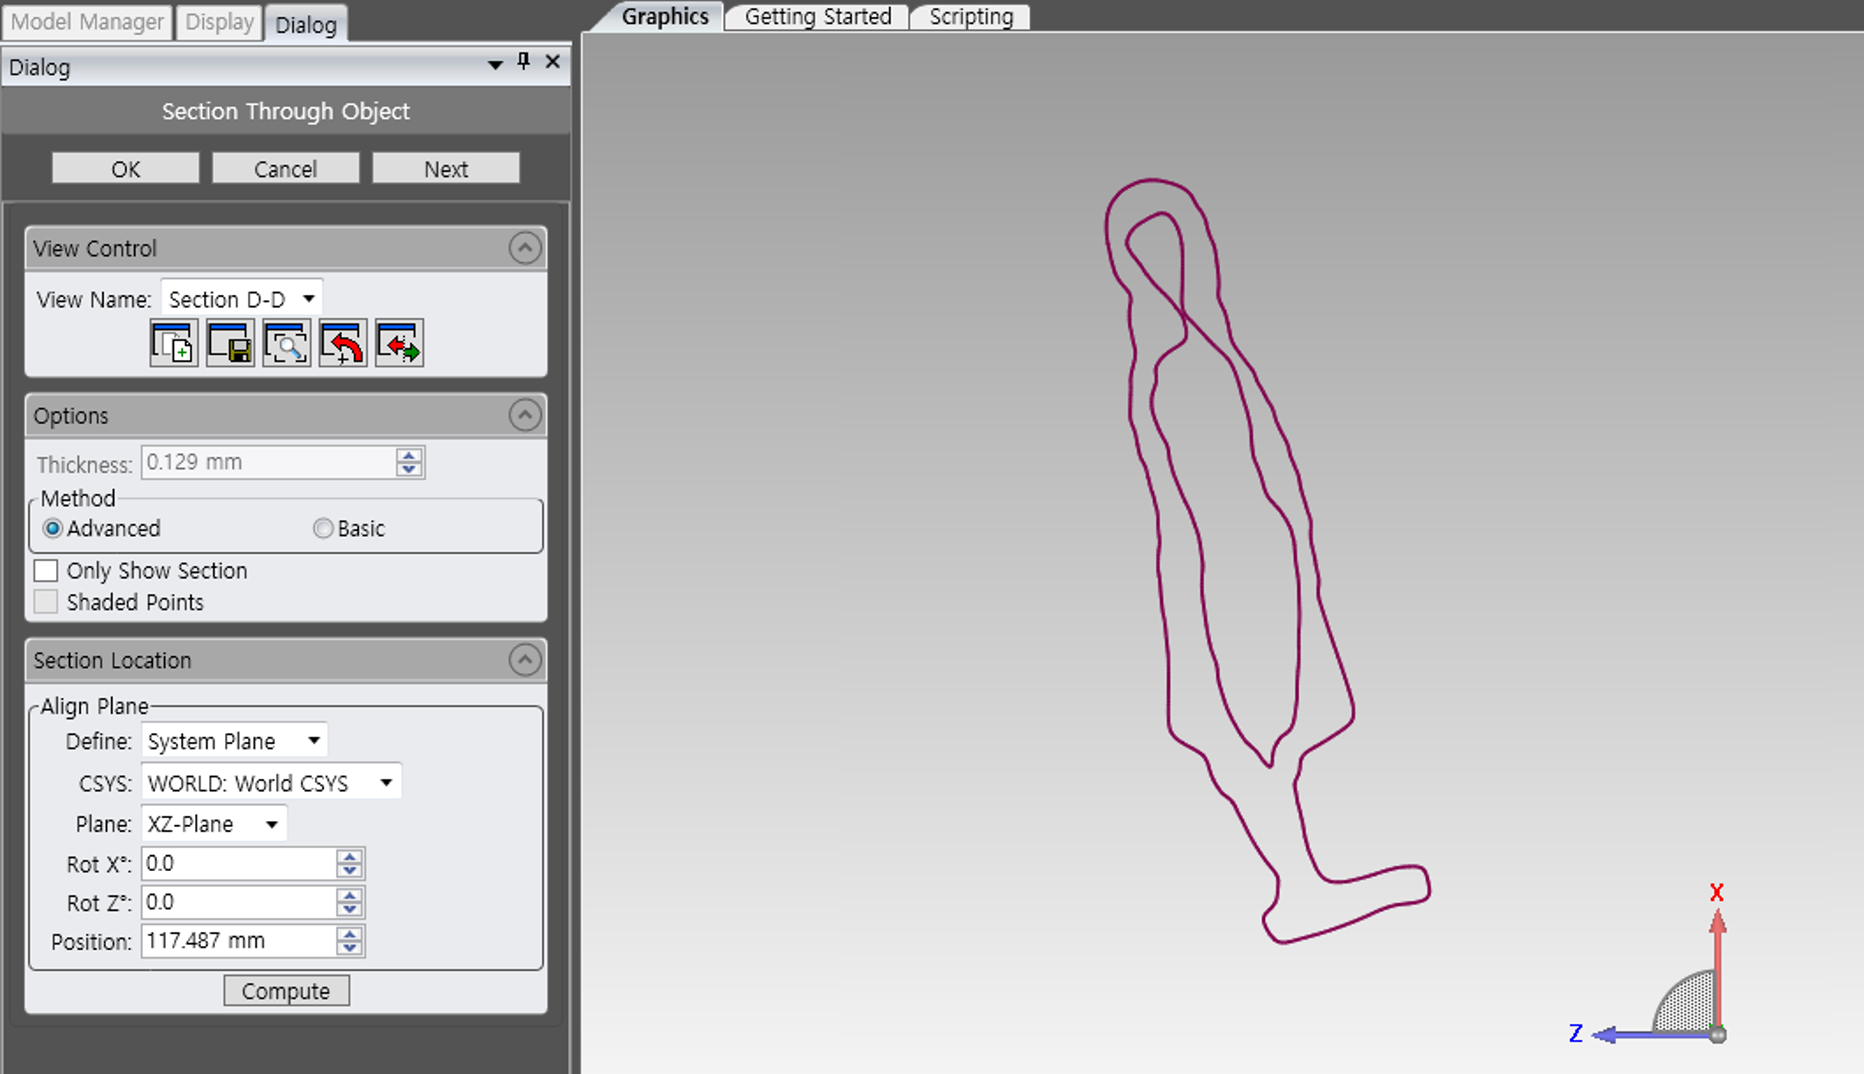 Model Manager Display Dialog
Graphics Getting Started Scripting
Dialog
Section Through Object
OK Cancel Next
View Control
View Name: Section D-D
Options
Thickness: 0.129 mm
Method
Advanced Basic
Only Show Section
Shaded Points
Section Location
Align Plane
Define: System Plane
CSYS: WORLD: World CSYS
Plane: XZ-Plane
Rot X°: 0.0
Rot Z°: 0.0
Position: 117.487 mm
Compute
X
Z